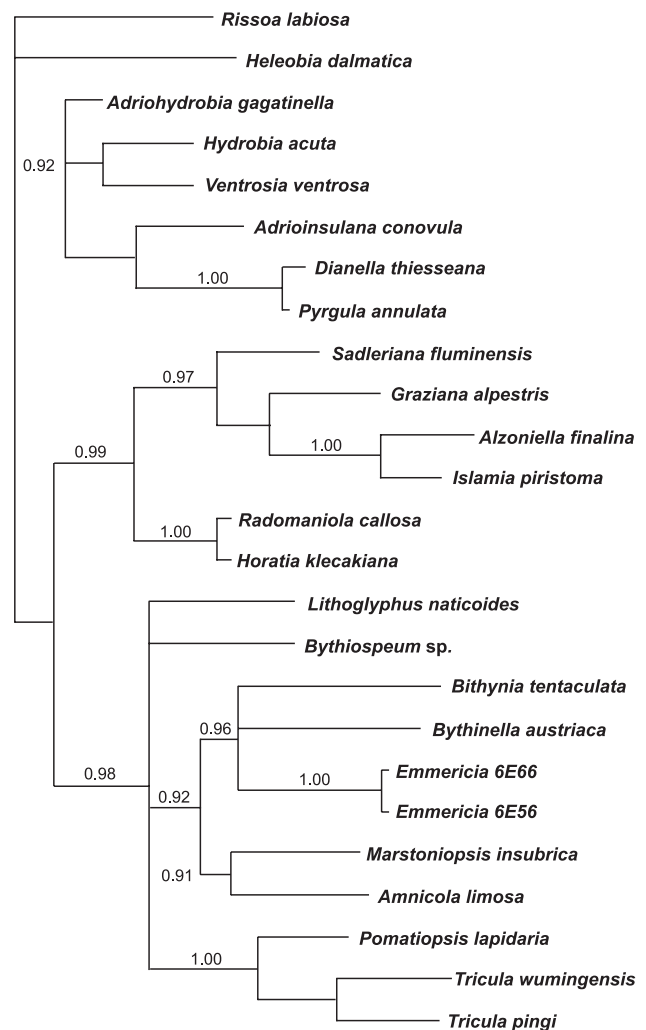 Rissoa labiosa
Heleobia dalmatica
Adriohydrobia gagatinella
Hydrobia acuta
0.92
Ventrosia ventrosa
Adrioinsulana conovula
Dianella thiesseana
1.00
Pyrgula annulata
Sadleriana fluminensis
0.97
Graziana alpestris
Alzoniella finalina
1.00
0.99
Islamia piristoma
Radomaniola callosa
1.00
Horatia klecakiana
Lithoglyphus naticoides
Bythiospeum sp.
Bithynia tentaculata
0.96
Bythinella austriaca
Emmericia 6E66
1.00
0.98
0.92
Emmericia 6E56
Marstoniopsis insubrica
0.91
Amnicola limosa
Pomatiopsis lapidaria
1.00
Tricula wumingensis
Tricula pingi